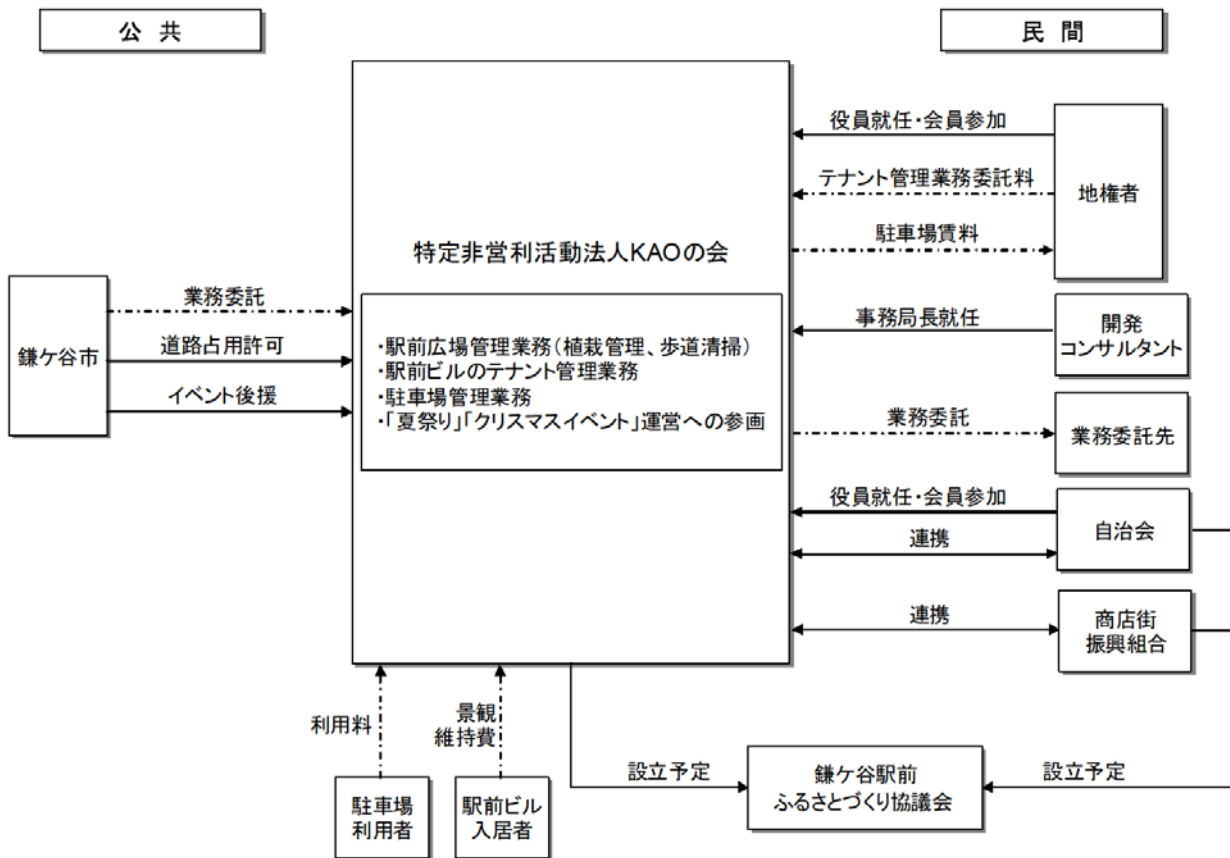 公 共
民 間
役員就任・会員参加
テナント管理業務委託料
地権者
駐車場賃料
特定非営利活動法人KAOの会
業務委託
事務局長就任
開発
コンサルタント
鎌ケ谷市
道路占用許可
・駅前広場管理業務(植栽管理、歩道清掃)
・駅前ビルのテナント管理業務
イベント後援
・駐車場管理業務
・「夏祭り」「クリスマスイベント」運営への参画
業務委託
業務委託先
役員就任・会員参加
自治会
連携
連携
商店街
振興組合
利用料
景観
維持費
設立予定
鎌ケ谷駅前
ふるさとづくり協議会
設立予定
駐車場
利用者
駅前ビル
入居者